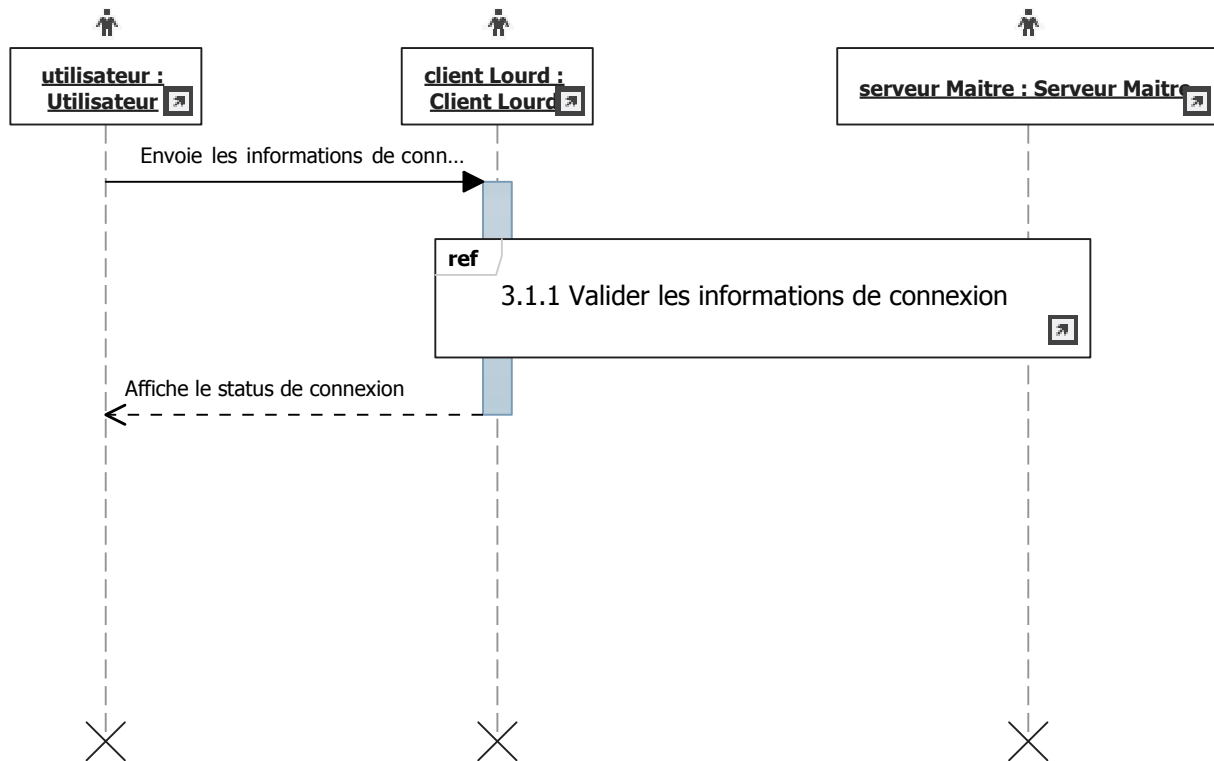 utilisateur :
Utilisateur
client Lourd :
Client Lourd
serveur Maitre : Serveur Maitre
Envoie les informations de conn...
ref
3.1.1 Valider les informations de connexion
Affiche le status de connexion